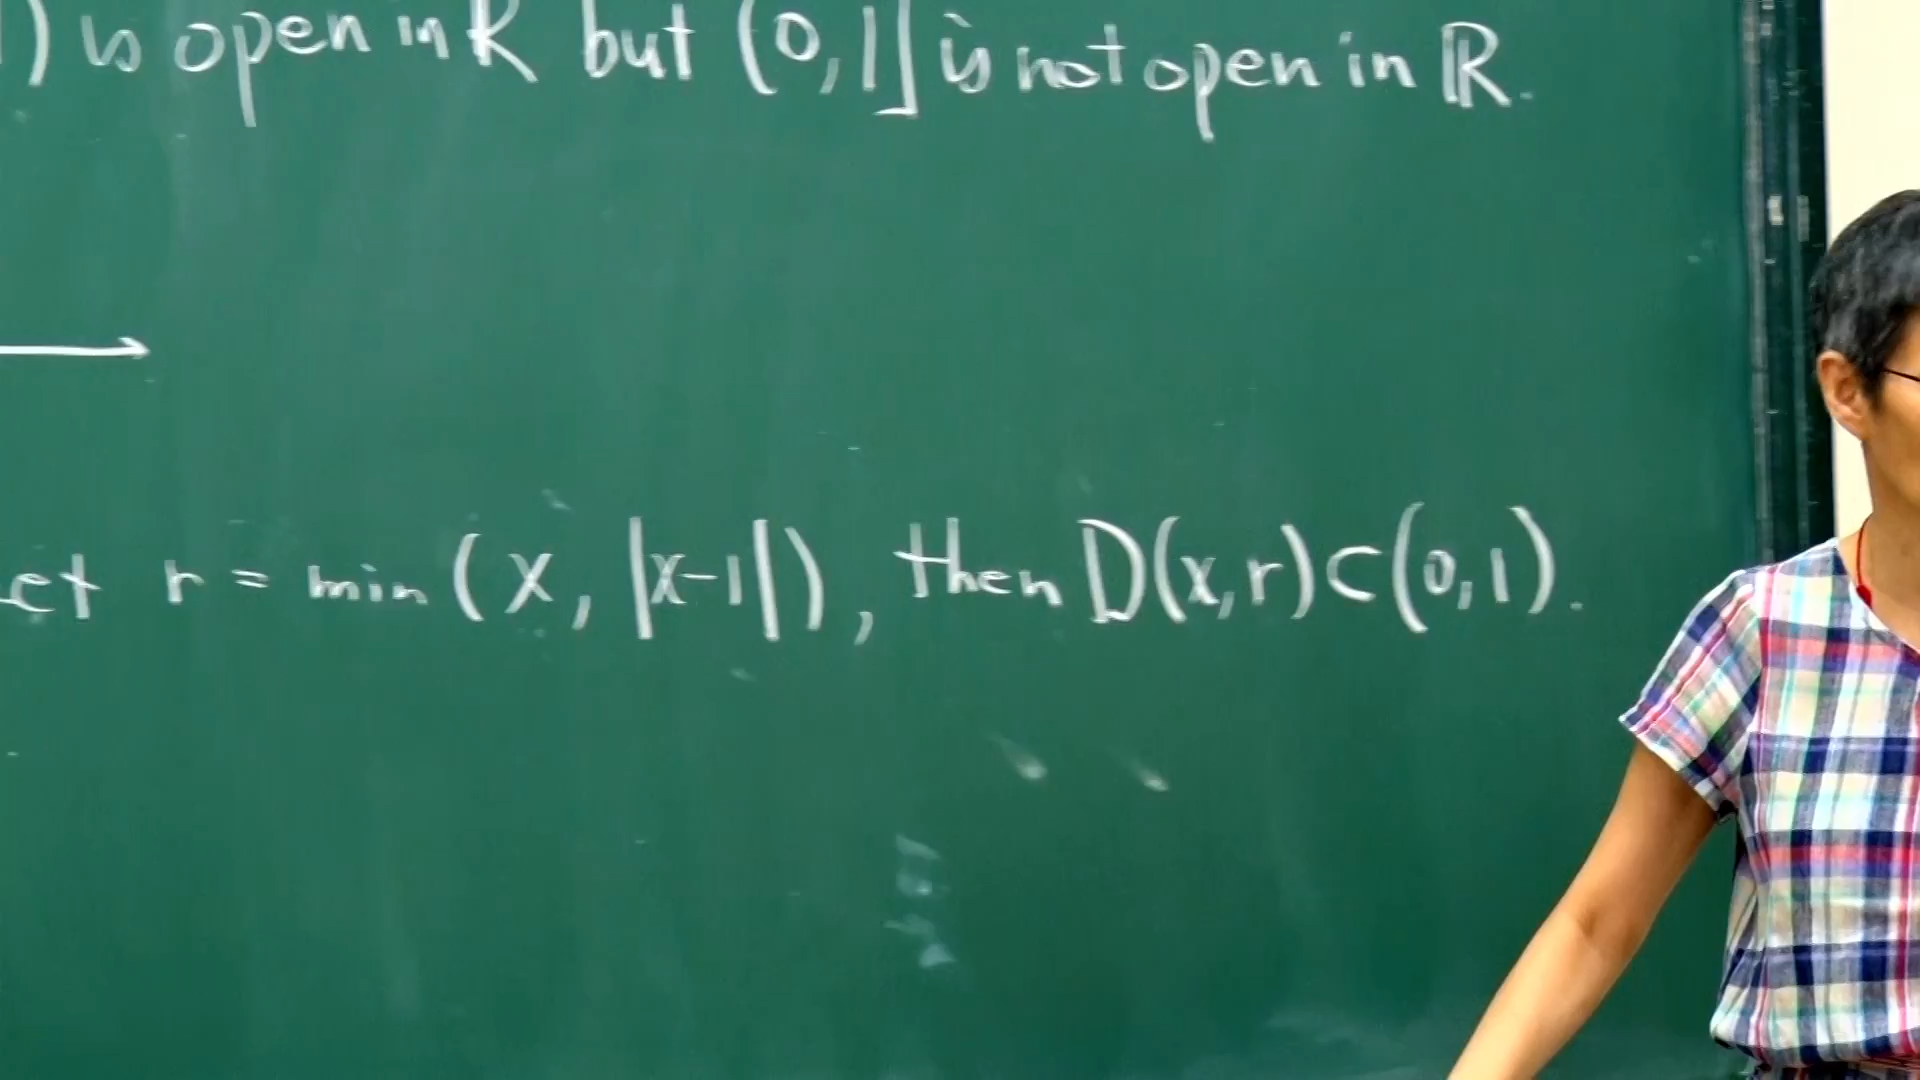 ) is open in ℝ but (0,1] is not open in ℝ.
et r = min (x, |x-1|), then D(x,r) ⊂ (0,1).